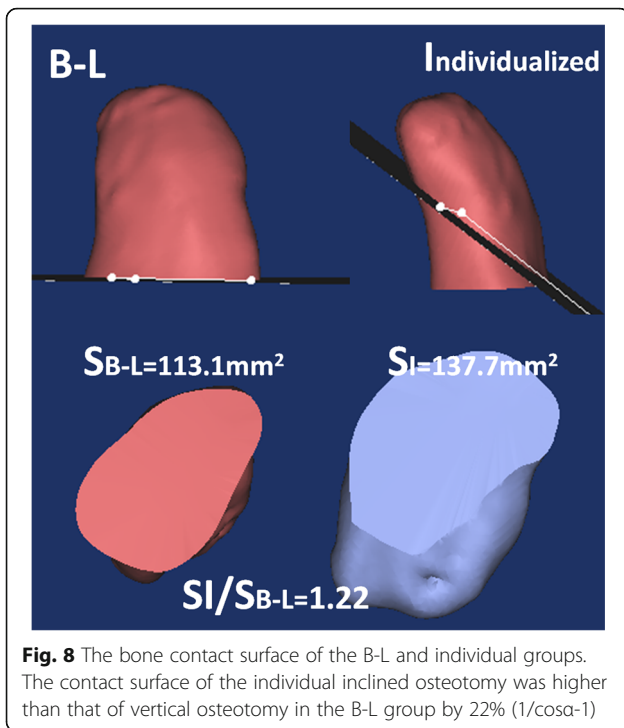 B-L
Individualized
SB-L=113.1mm²
SI=137.7mm²
SI/SB-L=1.22
Fig. 8 The bone contact surface of the B-L and individual groups.
The contact surface of the individual inclined osteotomy was higher
than that of vertical osteotomy in the B-L group by 22% (1/cosα-1)